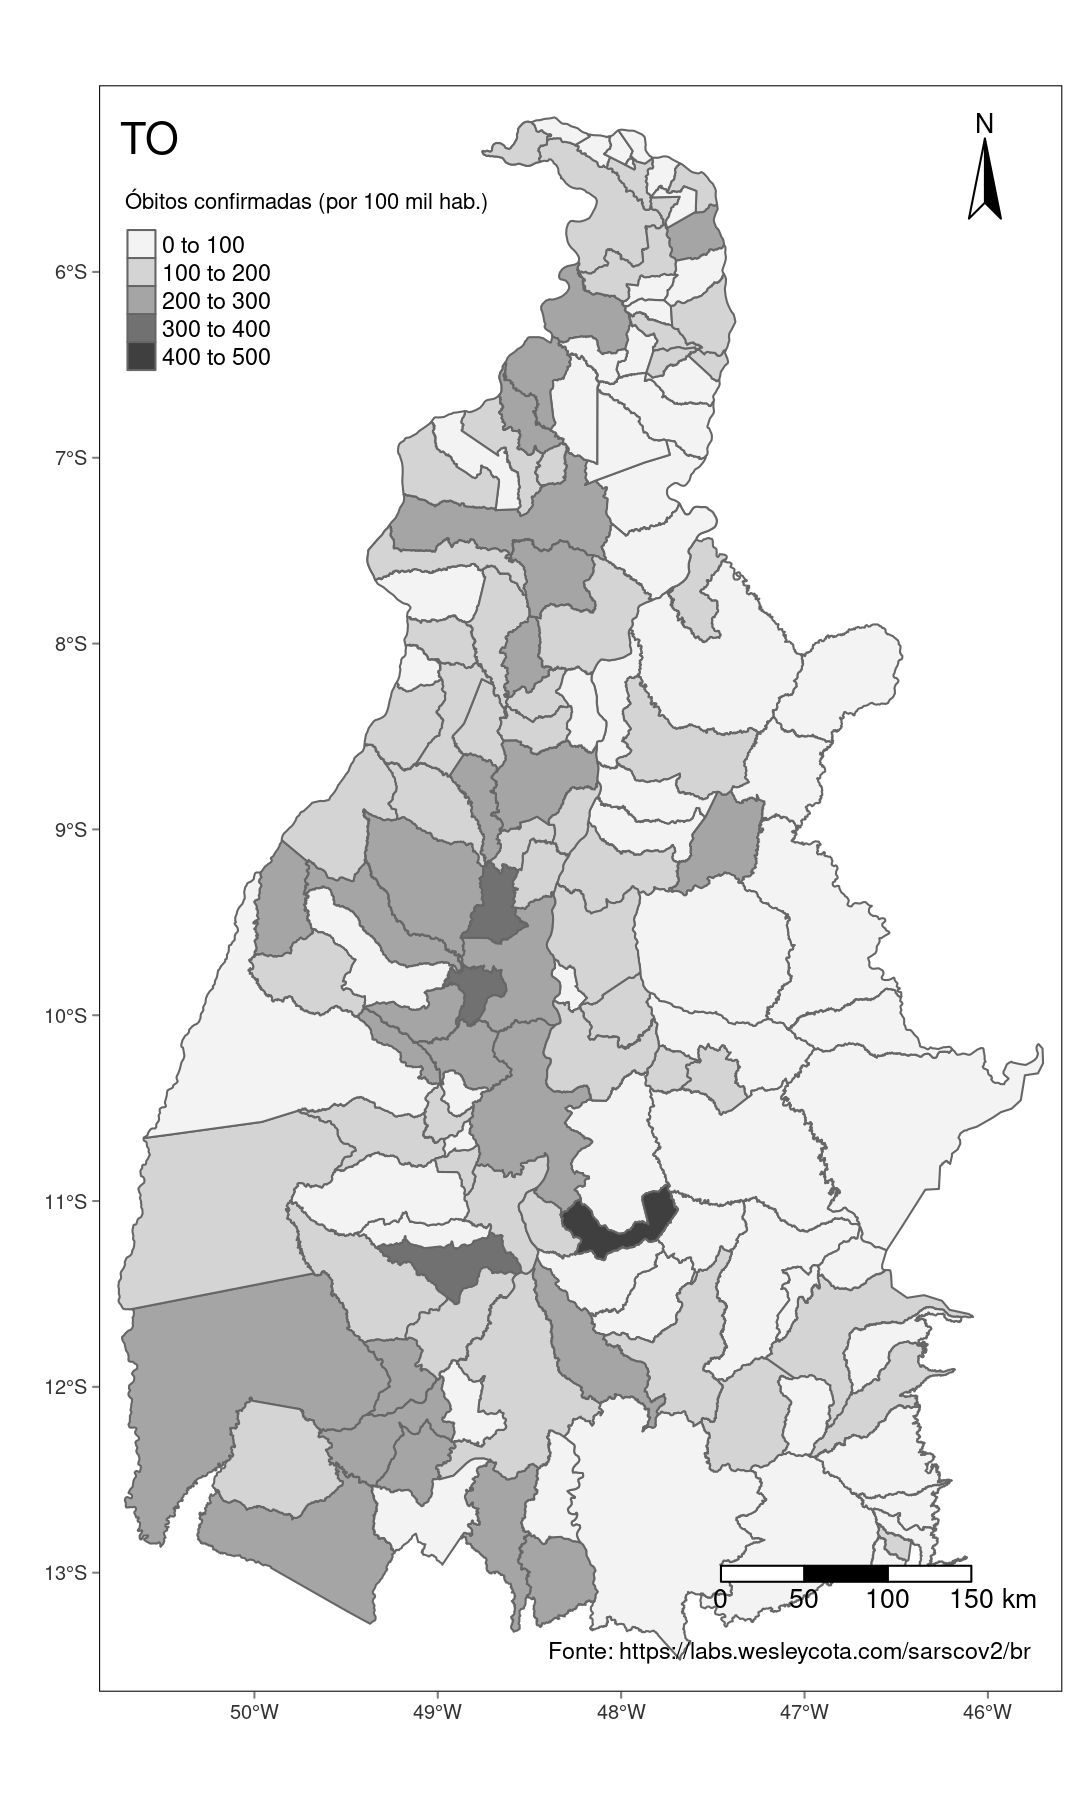 TO
N
Óbitos confirmadas (por 100 mil hab.)
0 to 100
100 to 200
200 to 300
300 to 400
400 to 500
6°S
7°S
8°S
9°S
10°S
11°S
12°S
13°S
0 50 100 150 km
Fonte: https://labs.wesleycota.com/sarscov2/br
50°W 49°W 48°W 47°W 46°W